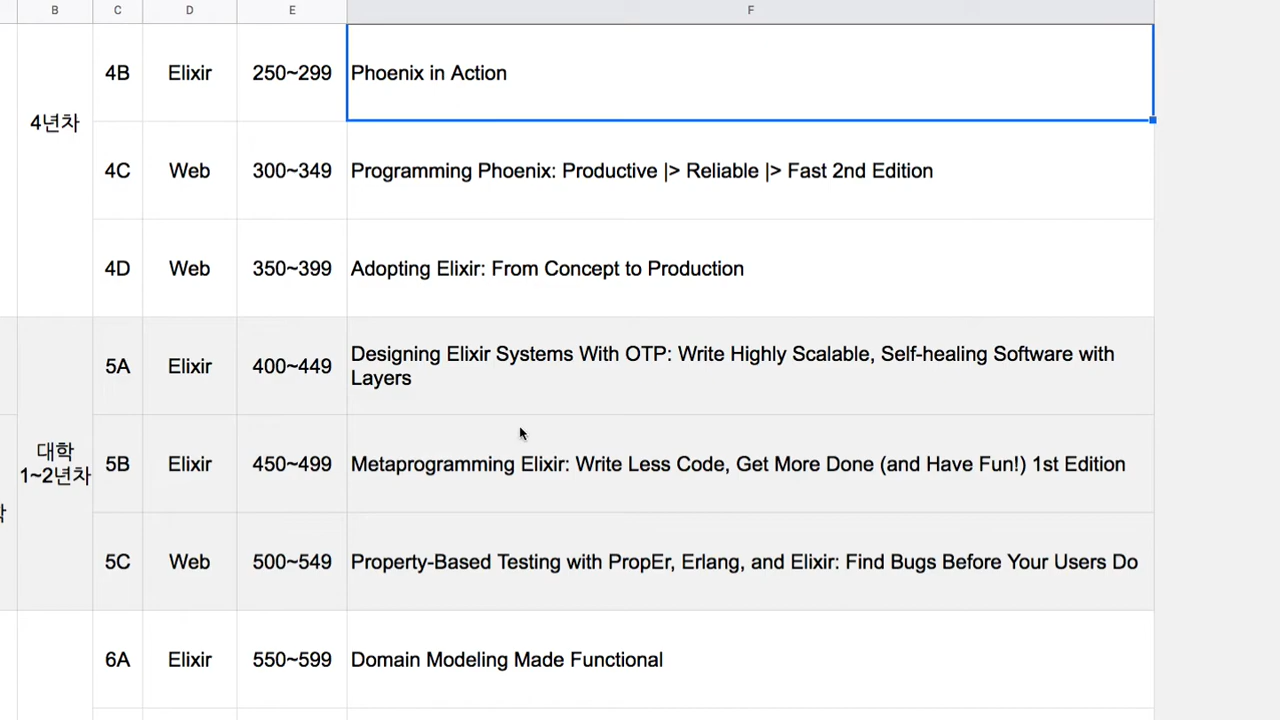 B C D E F
4B Elixir 250~299 Phoenix in Action
4년차
4C Web 300~349 Programming Phoenix: Productive |> Reliable |> Fast 2nd Edition
4D Web 350~399 Adopting Elixir: From Concept to Production
5A Elixir 400~449 Designing Elixir Systems With OTP: Write Highly Scalable, Self-healing Software with
Layers
대학
1~2년차
5B Elixir 450~499 Metaprogramming Elixir: Write Less Code, Get More Done (and Have Fun!) 1st Edition
5C Web 500~549 Property-Based Testing with PropEr, Erlang, and Elixir: Find Bugs Before Your Users Do
6A Elixir 550~599 Domain Modeling Made Functional